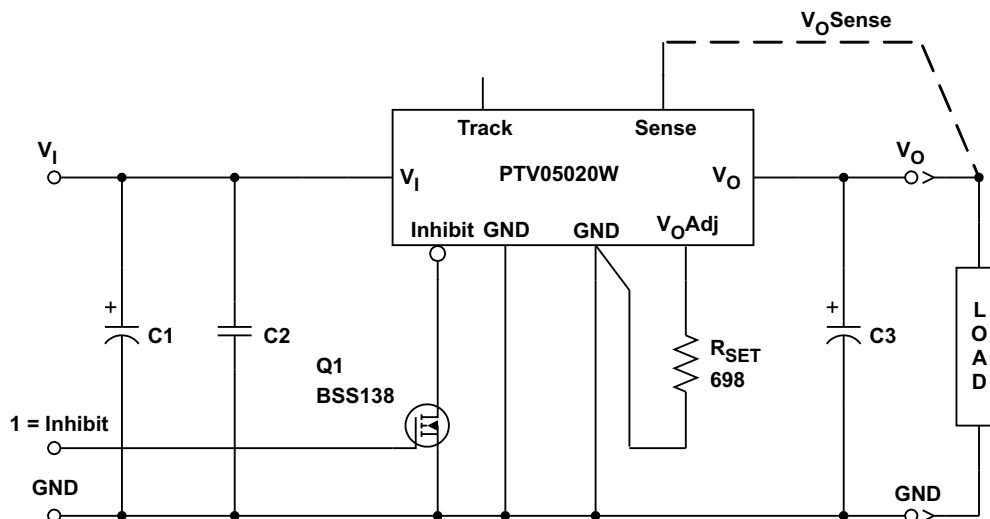 VOSense
Track
Sense
VI
VO
VI
PTV05020W
VO
Inhibit
GND
GND
VOAdj
+
C1
C2
Q1
BSS138
RSET
698
+
C3
LOAD
1 = Inhibit
GND
GND